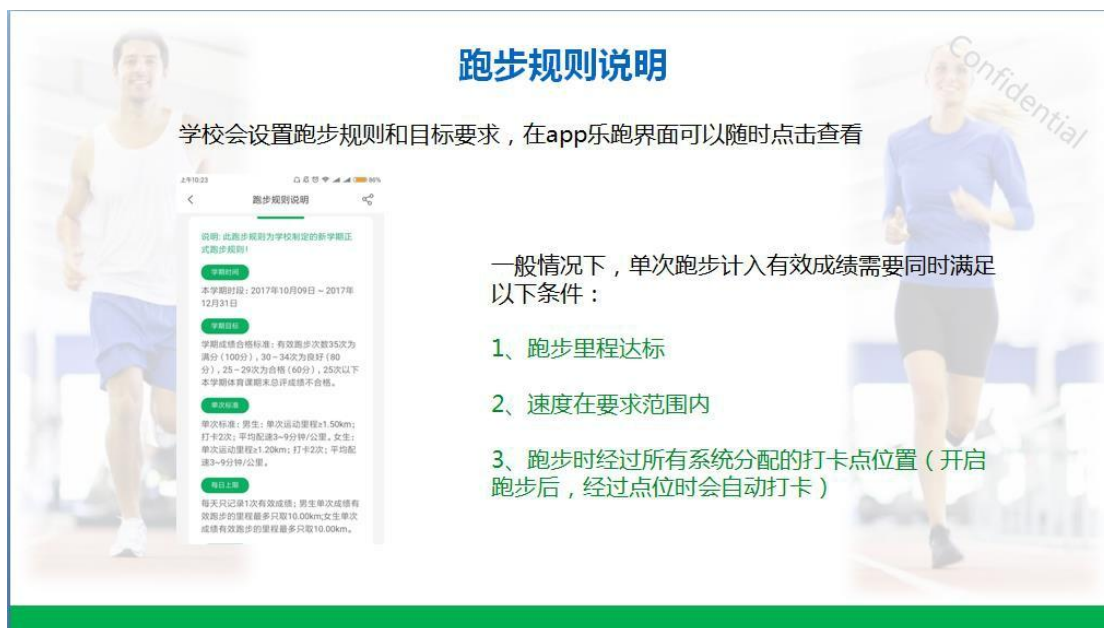 跑步规则说明
Confidential
学校会设置跑步规则和目标要求，在app乐跑界面可以随时点击查看
上午10:23
86%
跑步规则说明
说明：此跑步规则为学校制定的新学期正
式跑步规则！
学期时间
本学期时段：2017年10月09日～2017年
12月31日
学期目标
学期成绩合格标准：有效跑步次数35次为
满分（100分），30～34次为良好（80
分），25～29次为合格（60分），25次以下
本学期体育课期末总评成绩不合格。
单次标准
单次标准：男生：单次运动里程≥1.50km；
打卡2次；平均配速3~9分钟/公里。女生：
单次运动里程≥1.20km；打卡2次；平均配
速3~9分钟/公里。
每日上限
每天只记录1次有效成绩；男生单次成绩有
效跑步的里程最多只取10.00km;女生单次
成绩有效跑步的里程最多只取10.00km。
一般情况下，单次跑步计入有效成绩需要同时满足
以下条件：
1、跑步里程达标
2、速度在要求范围内
3、跑步时经过所有系统分配的打卡点位置（开启
跑步后，经过点位时会自动打卡）